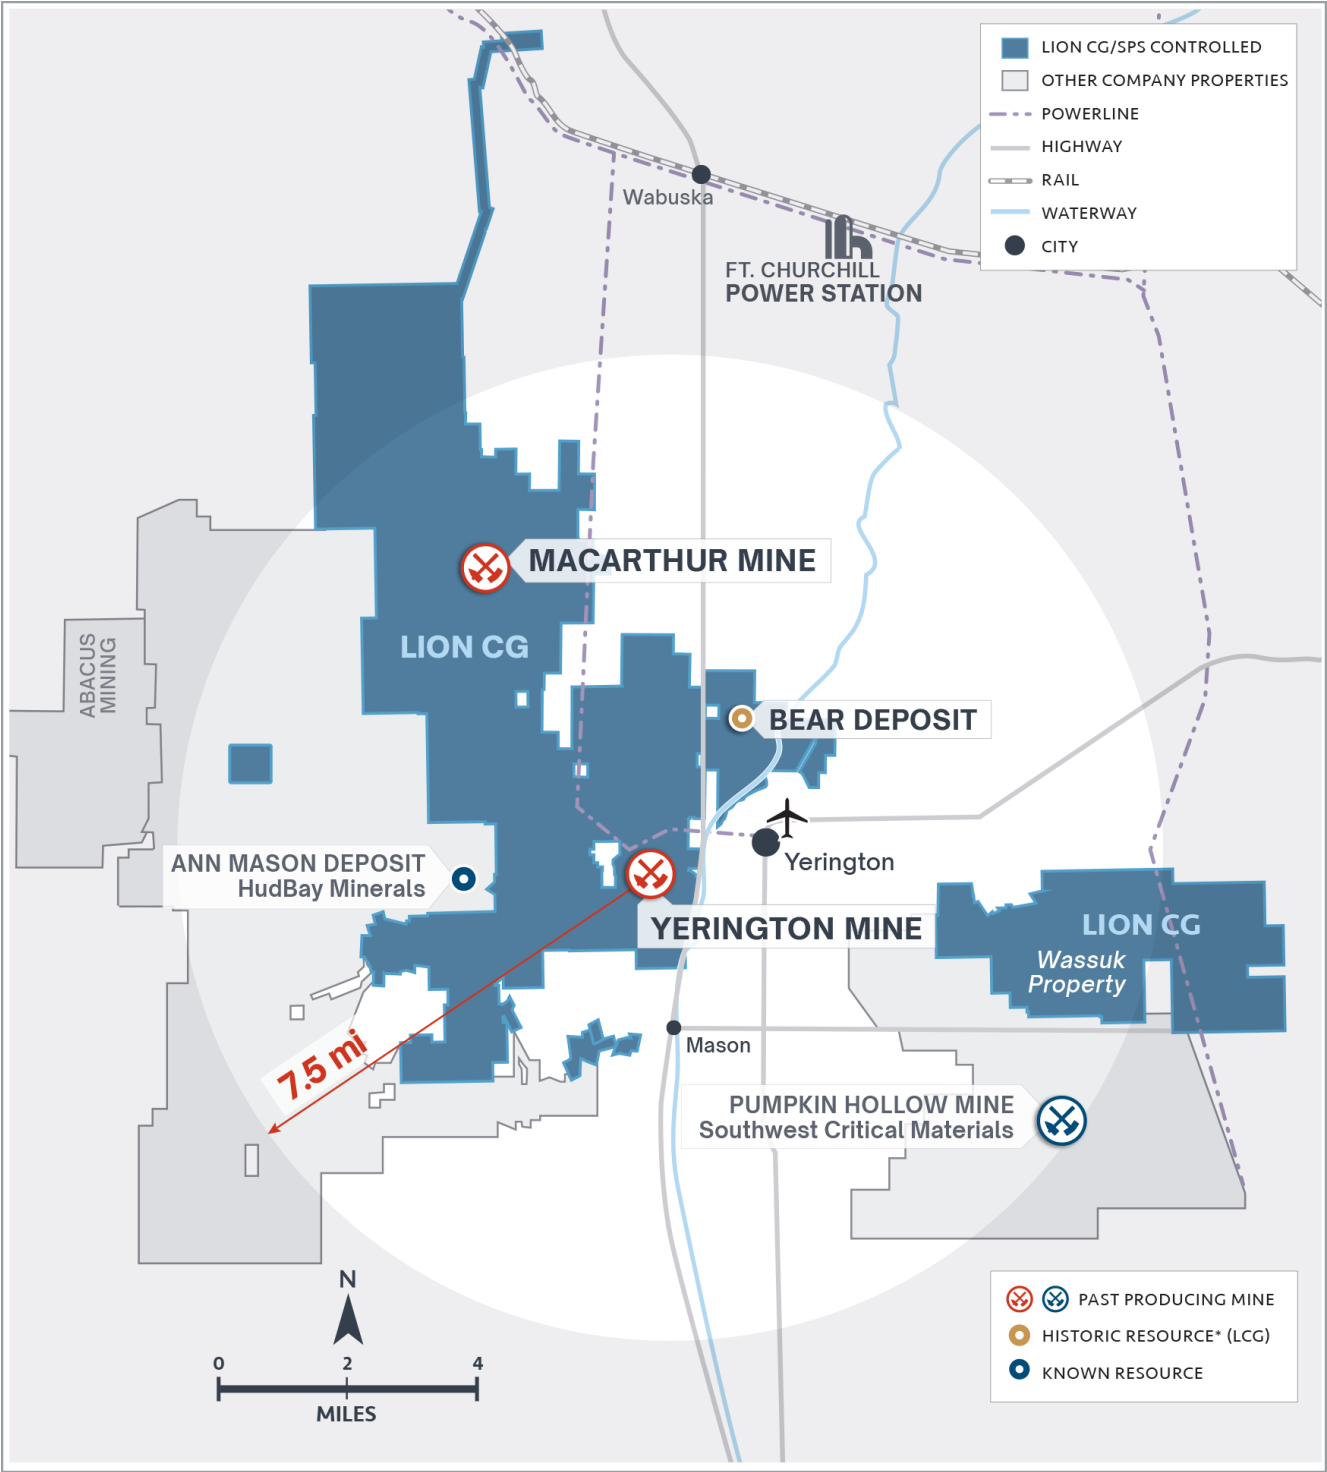 LION CG/SPS CONTROLLED
OTHER COMPANY PROPERTIES
POWERLINE
HIGHWAY
RAIL
WATERWAY
CITY
Wabuska
FT. CHURCHILL
POWER STATION
MACARTHUR MINE
LION CG
ABACUS
MINING
BEAR DEPOSIT
Yerington
ANN MASON DEPOSIT
HudBay Minerals
YERINGTON MINE
LION CG
Wassuk
Property
7.5 mi
Mason
PUMPKIN HOLLOW MINE
Southwest Critical Materials
N
0 2 4
MILES
PAST PRODUCING MINE
HISTORIC RESOURCE* (LCG)
KNOWN RESOURCE